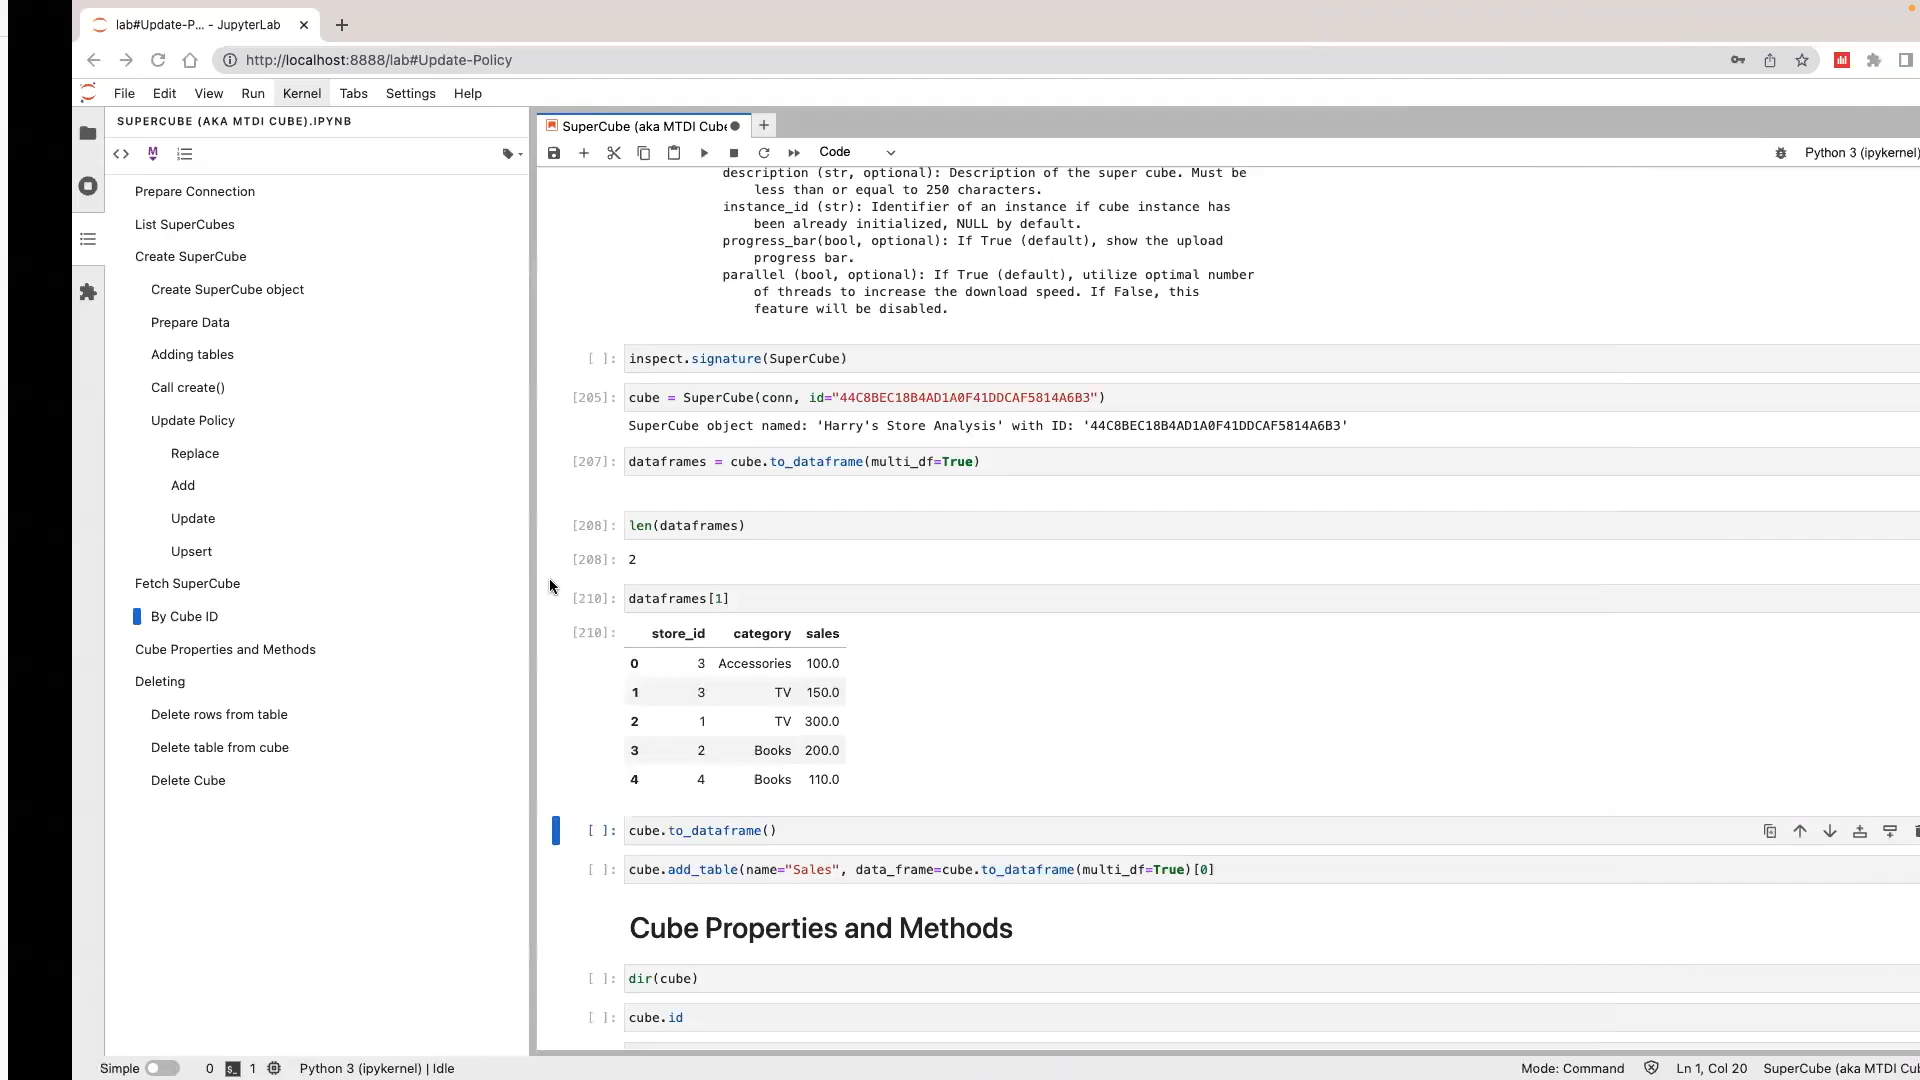 lab#Update-P... - JupyterLab
http://localhost:8888/lab#Update-Policy
File Edit View Run Kernel Tabs Settings Help
SUPERCUBE (AKA MTDI CUBE).IPYNB
Prepare Connection
List SuperCubes
Create SuperCube
Create SuperCube object
Prepare Data
Adding tables
Call create()
Update Policy
Replace
Add
Update
Upsert
Fetch SuperCube
By Cube ID
Cube Properties and Methods
Deleting
Delete rows from table
Delete table from cube
Delete Cube
SuperCube (aka MTDI Cube
Code
Python 3 (ipykernel)
description (str, optional): Description of the super cube. Must be
less than or equal to 250 characters.
instance_id (str): Identifier of an instance if cube instance has
been already initialized, NULL by default.
progress_bar(bool, optional): If True (default), show the upload
progress bar.
parallel (bool, optional): If True (default), utilize optimal number
of threads to increase the download speed. If False, this
feature will be disabled.
[ ]: inspect.signature(SuperCube)
[205]: cube = SuperCube(conn, id="44C8BEC18B4AD1A0F41DDCAF5814A6B3")
SuperCube object named: 'Harry's Store Analysis' with ID: '44C8BEC18B4AD1A0F41DDCAF5814A6B3'
[207]: dataframes = cube.to_dataframe(multi_df=True)
[208]: len(dataframes)
[208]: 2
[210]: dataframes[1]
[210]: store_id category sales
0 3 Accessories 100.0
1 3 TV 150.0
2 1 TV 300.0
3 2 Books 200.0
4 4 Books 110.0
[ ]: cube.to_dataframe()
[ ]: cube.add_table(name="Sales", data_frame=cube.to_dataframe(multi_df=True)[0]
Cube Properties and Methods
[ ]: dir(cube)
[ ]: cube.id
Simple 0 1 Python 3 (ipykernel) | Idle
Mode: Command Ln 1, Col 20 SuperCube (aka MTDI Cub